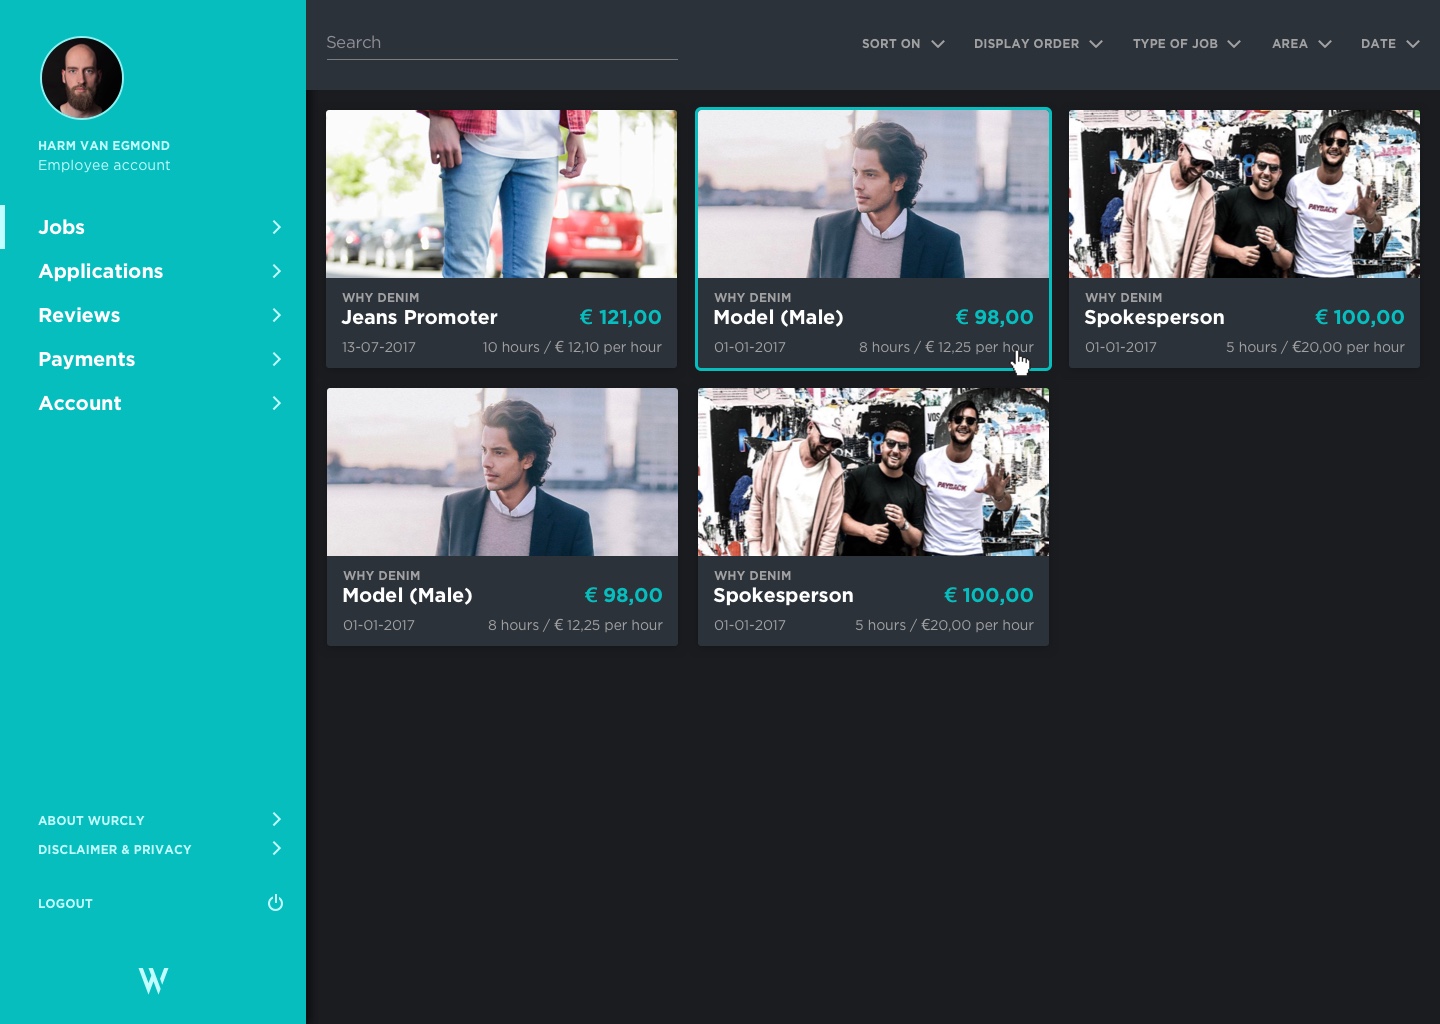 HARM VAN EGMOND
Employee account
Jobs
Applications
Reviews
Payments
Account
ABOUT WURCLY
DISCLAIMER & PRIVACY
LOGOUT
W
Search
SORT ON
DISPLAY ORDER
TYPE OF JOB
AREA
DATE
WHY DENIM
Jeans Promoter € 121,00
13-07-2017 10 hours / € 12,10 per hour
WHY DENIM
Model (Male) € 98,00
01-01-2017 8 hours / € 12,25 per hour
VOS
PAYBACK
WHY DENIM
Spokesperson € 100,00
01-01-2017 5 hours / €20,00 per hour
WHY DENIM
Model (Male) € 98,00
01-01-2017 8 hours / € 12,25 per hour
VOS
PAYBACK
WHY DENIM
Spokesperson € 100,00
01-01-2017 5 hours / €20,00 per hour